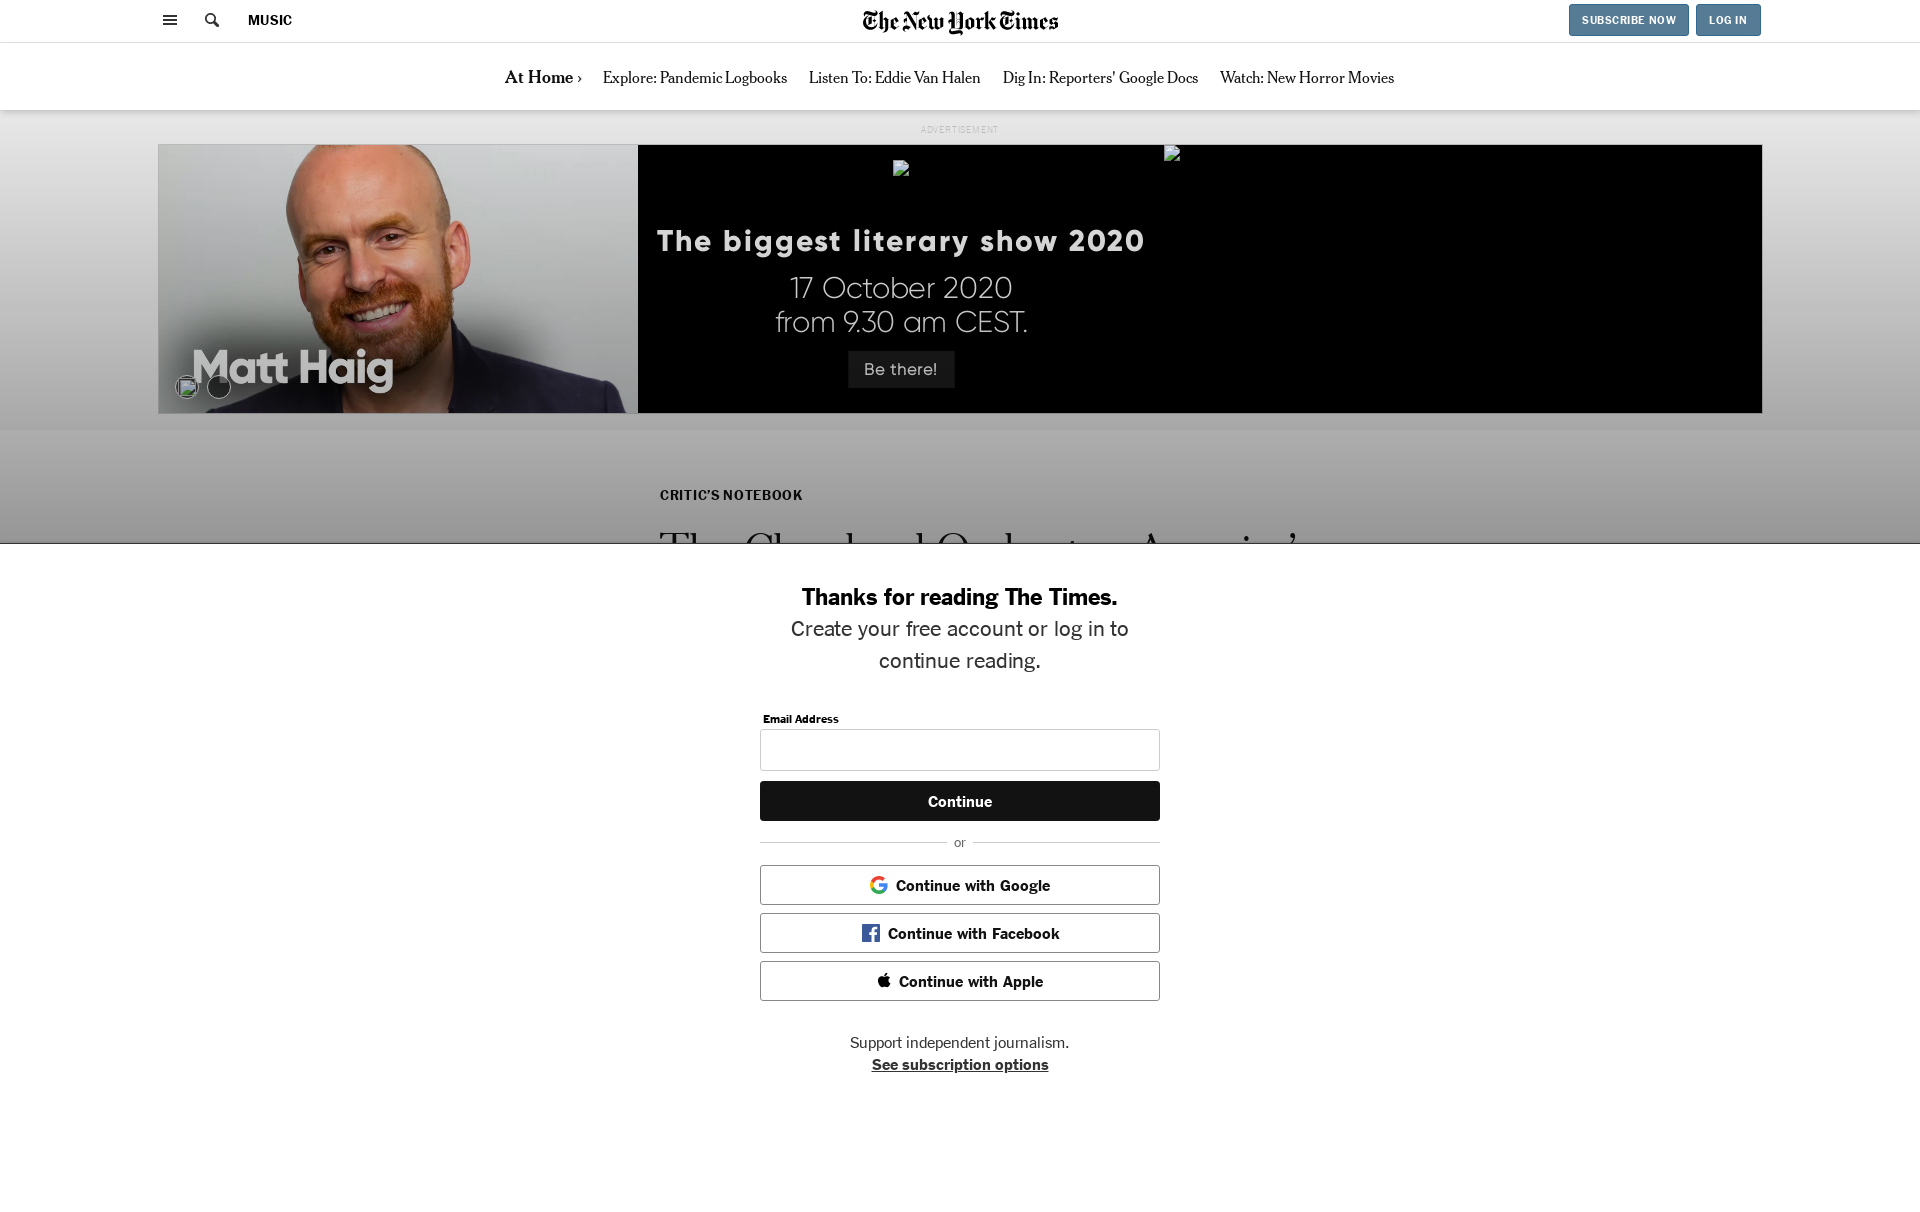 MUSIC
The New York Times
SUBSCRIBE NOW
LOG IN
At Home ›
Explore: Pandemic Logbooks
Listen To: Eddie Van Halen
Dig In: Reporters' Google Docs
Watch: New Horror Movies
ADVERTISEMENT
Matt Haig
The biggest literary show 2020
17 October 2020
from 9.30 am CEST.
Be there!
CRITIC’S NOTEBOOK
Thanks for reading The Times.
Create your free account or log in to
continue reading.
Email Address
Continue
or
Continue with Google
Continue with Facebook
Continue with Apple
Support independent journalism.
See subscription options